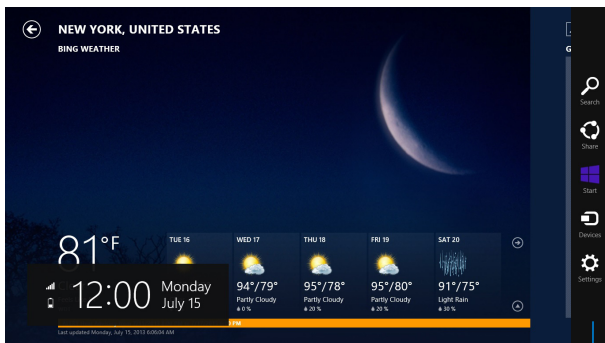 NEW YORK, UNITED STATES
BING WEATHER
81°F
TUE 16
WED 17
94°/79°
Partly Cloudy
0 %
THU 18
95°/78°
Partly Cloudy
20 %
FRI 19
95°/80°
Partly Cloudy
20 %
SAT 20
91°/75°
Light Rain
30 %
12:00
Monday
July 15
PM
Last updated Monday, July 15, 2013 6:06:04 AM
G
Search
Share
Start
Devices
Settings